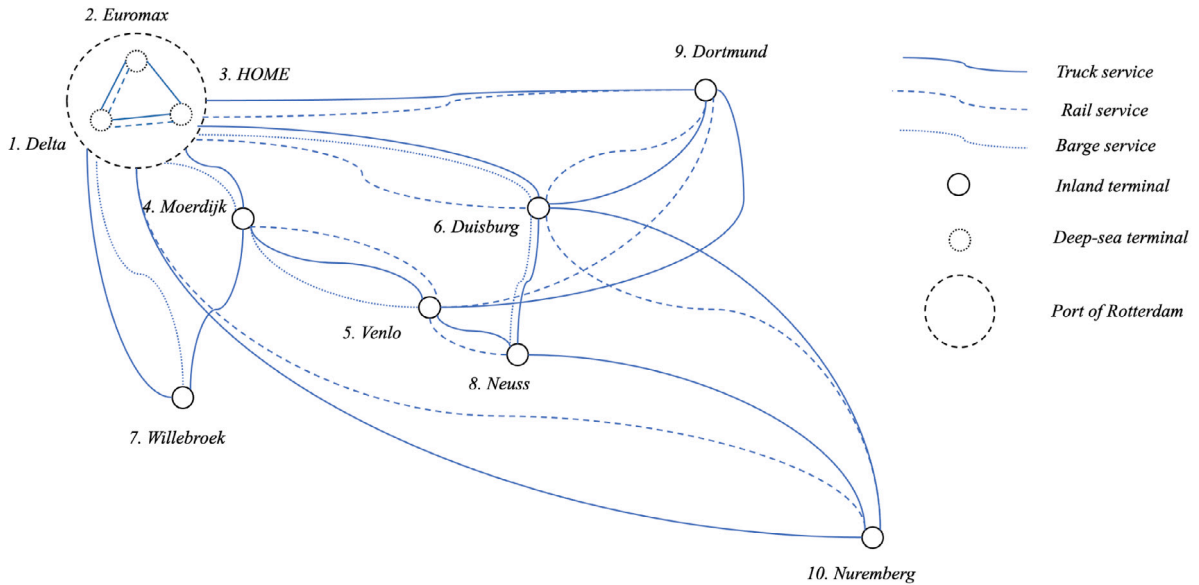 2. Euromax
3. HOME
1. Delta
9. Dortmund
4. Moerdijk
6. Duisburg
5. Venlo
8. Neuss
7. Willebroek
10. Nuremberg
Truck service
Rail service
Barge service
Inland terminal
Deep-sea terminal
Port of Rotterdam